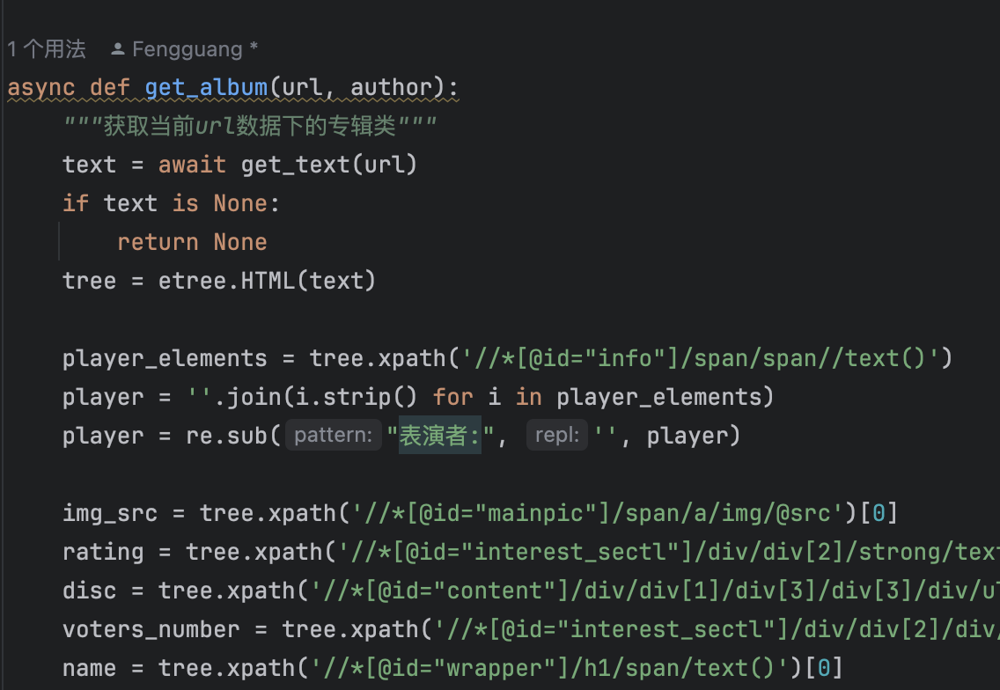 1 个用法 Fengguang *
async def get_album(url, author):
"""获取当前url数据下的专辑类"""
text = await get_text(url)
if text is None:
return None
tree = etree.HTML(text)
player_elements = tree.xpath('//*[@id="info"]/span/span//text()')
player = ''.join(i.strip() for i in player_elements)
player = re.sub( pattern: "表演者:", repl: '', player)
img_src = tree.xpath('//*[@id="mainpic"]/span/a/img/@src')[0]
rating = tree.xpath('//*[@id="interest_sectl"]/div/div[2]/strong/tex
disc = tree.xpath('//*[@id="content"]/div/div[1]/div[3]/div[3]/div/u
voters_number = tree.xpath('//*[@id="interest_sectl"]/div/div[2]/div/
name = tree.xpath('//*[@id="wrapper"]/h1/span/text()')[0]